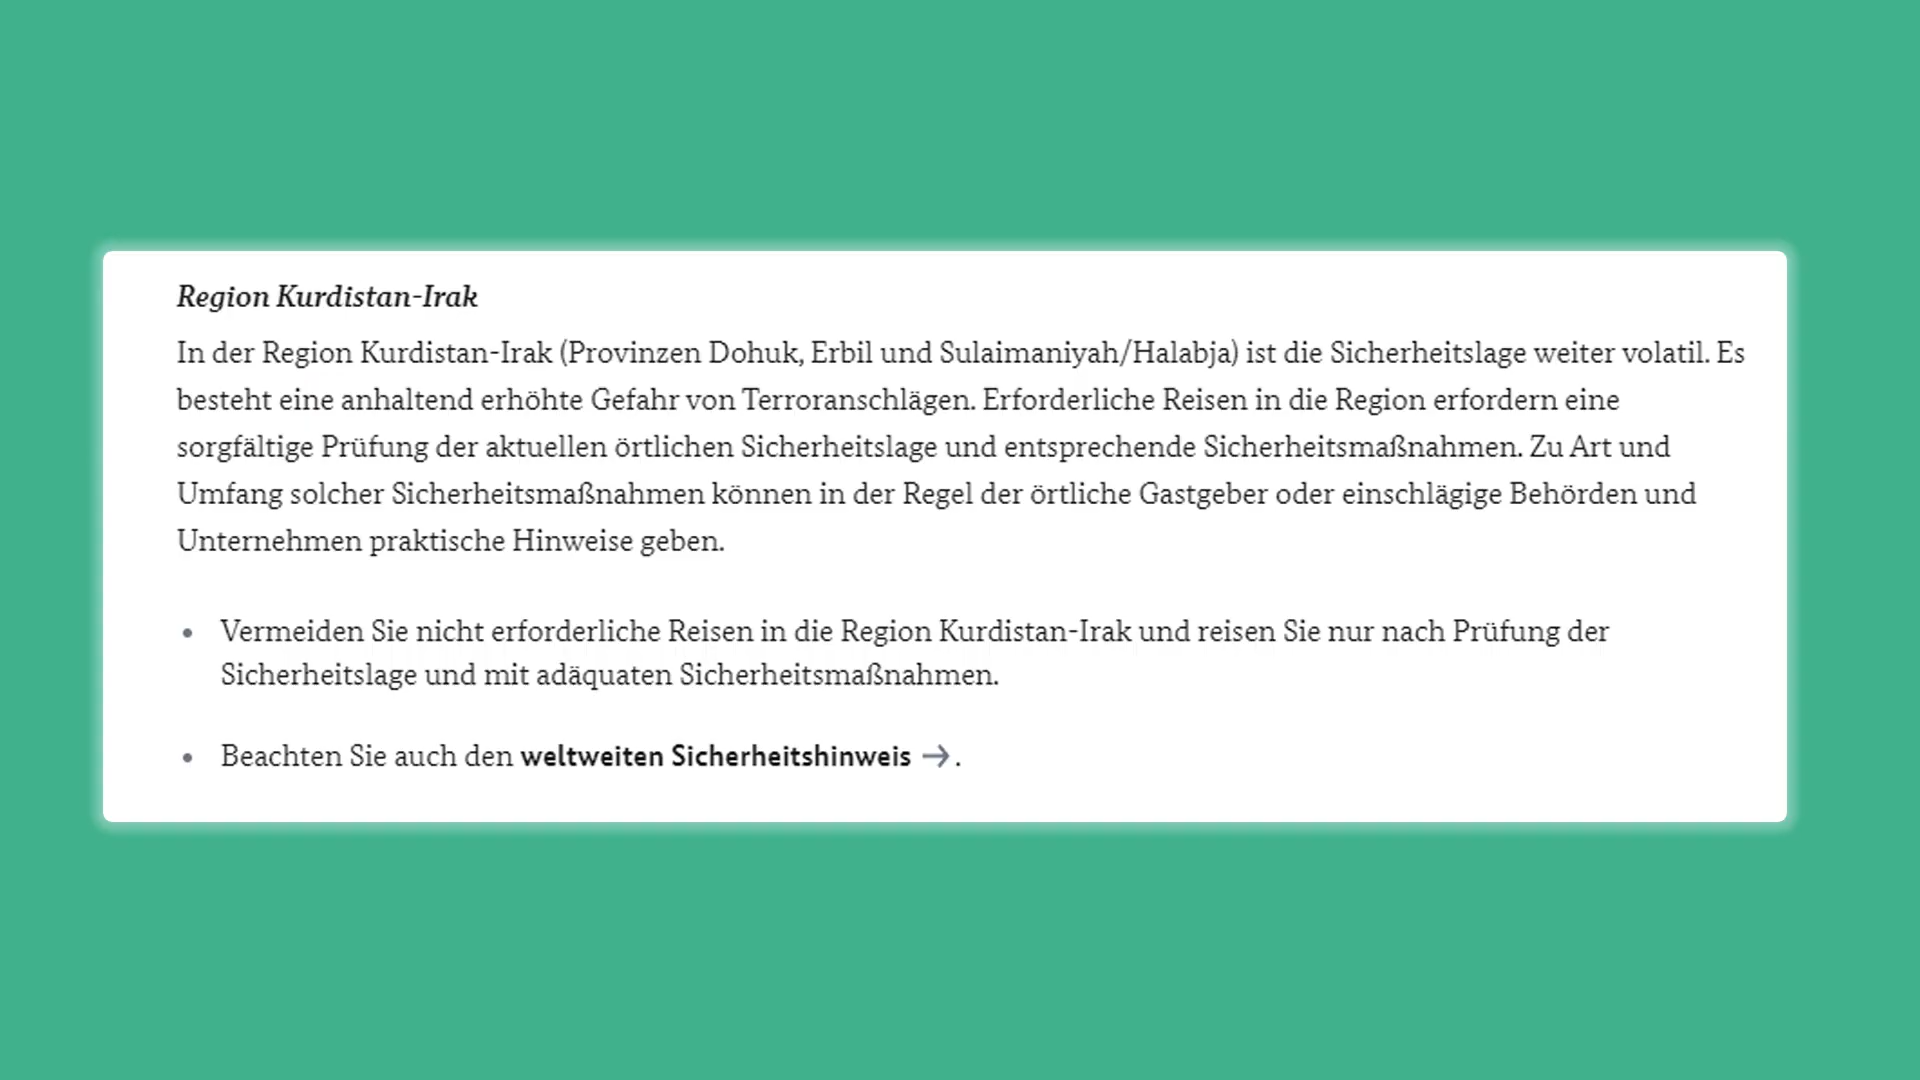 Region Kurdistan-Irak
In der Region Kurdistan-Irak (Provinzen Dohuk, Erbil und Sulaimaniyah/Halabja) ist die Sicherheitslage weiter volatil. Es
besteht eine anhaltend erhöhte Gefahr von Terroranschlägen. Erforderliche Reisen in die Region erfordern eine
sorgfältige Prüfung der aktuellen örtlichen Sicherheitslage und entsprechende Sicherheitsmaßnahmen. Zu Art und
Umfang solcher Sicherheitsmaßnahmen können in der Regel der örtliche Gastgeber oder einschlägige Behörden und
Unternehmen praktische Hinweise geben.
• Vermeiden Sie nicht erforderliche Reisen in die Region Kurdistan-Irak und reisen Sie nur nach Prüfung der
Sicherheitslage und mit adäquaten Sicherheitsmaßnahmen.
• Beachten Sie auch den weltweiten Sicherheitshinweis →.